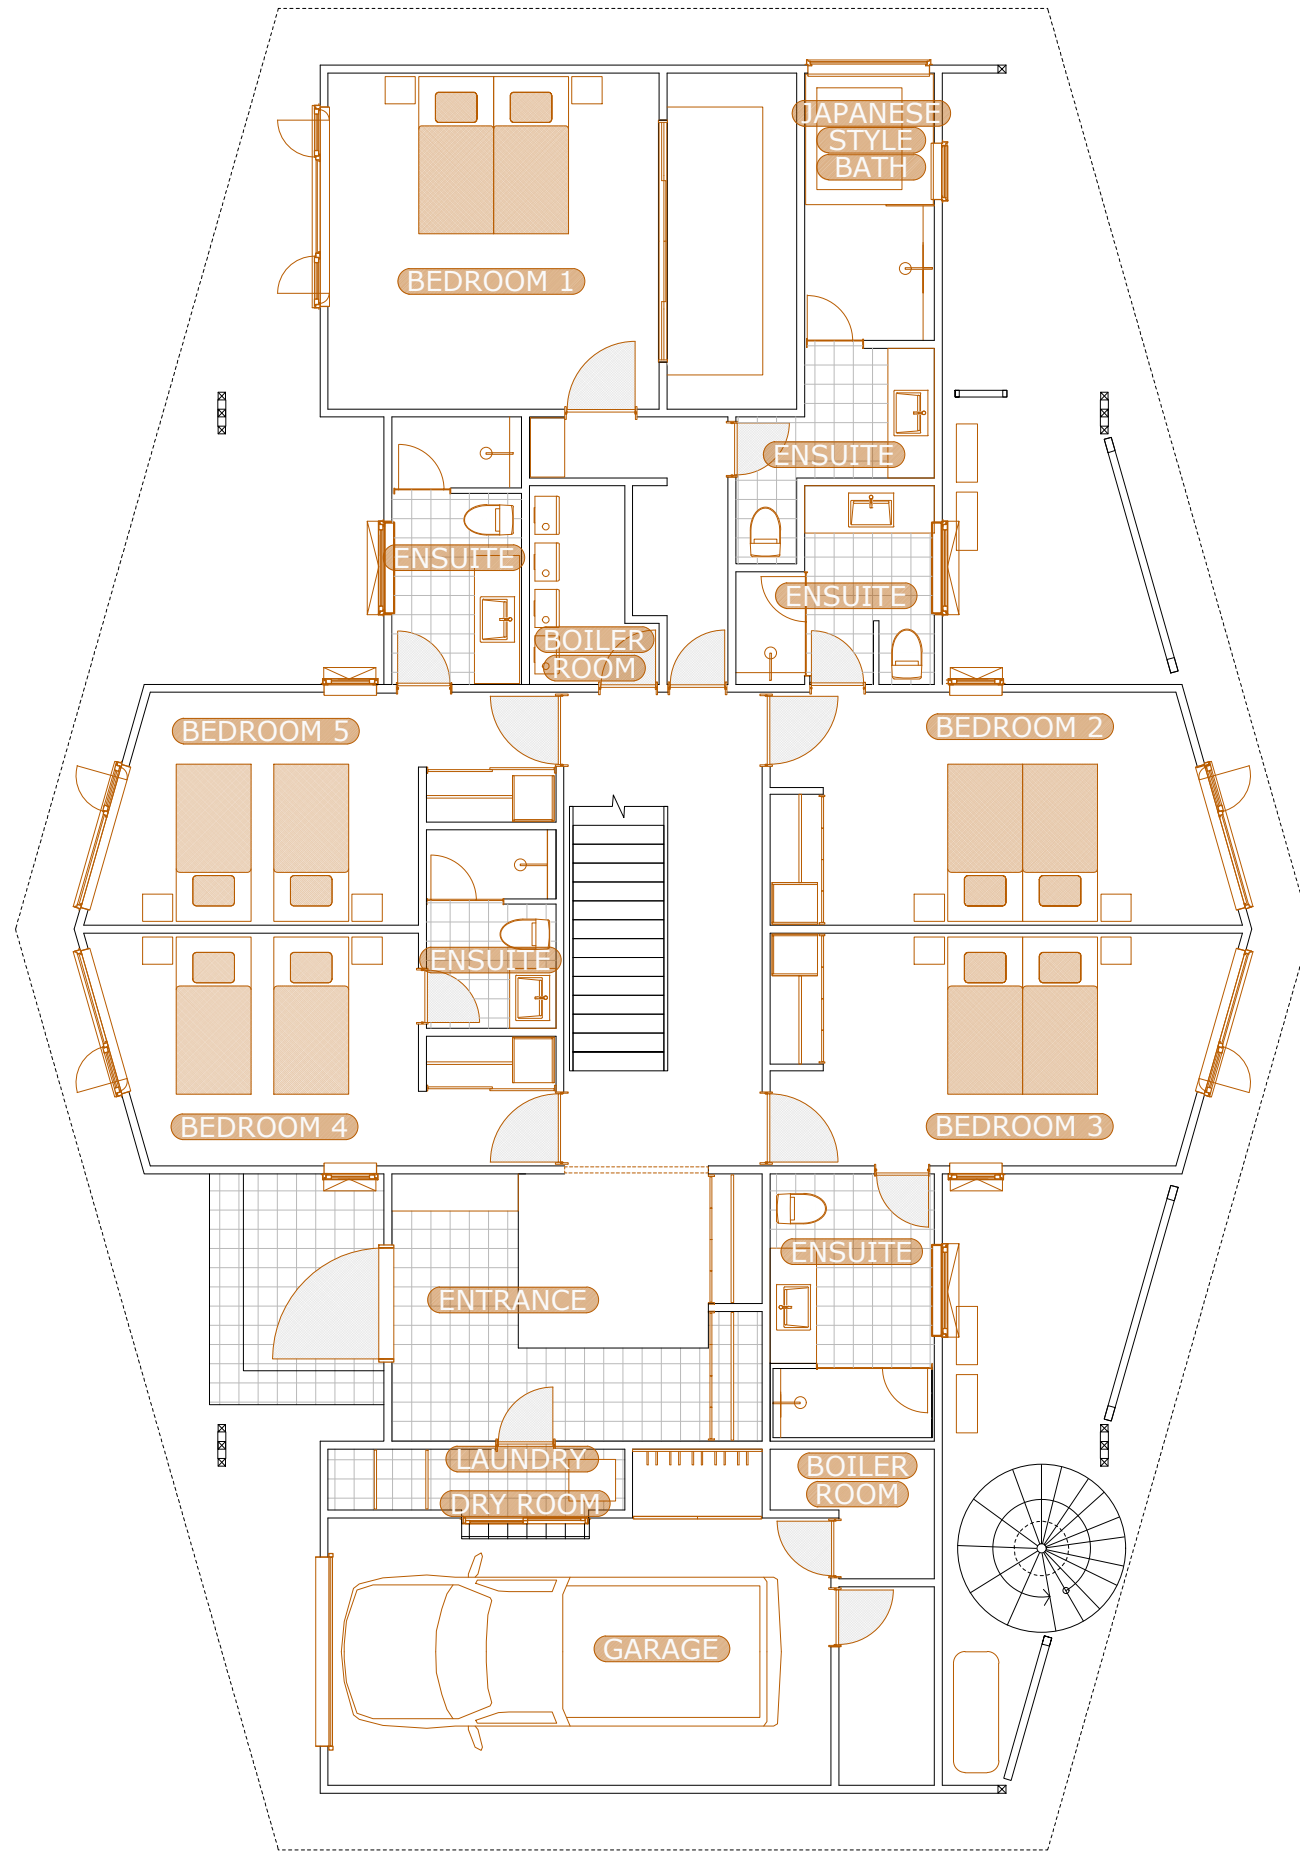 JAPANESE
STYLE
BATH
BEDROOM 1
ENSUITE
ENSUITE
ENSUITE
BOILER
ROOM
BEDROOM 5
BEDROOM 2
ENSUITE
BEDROOM 4
BEDROOM 3
ENSUITE
ENTRANCE
LAUNDRY
DRY ROOM
BOILER
ROOM
GARAGE